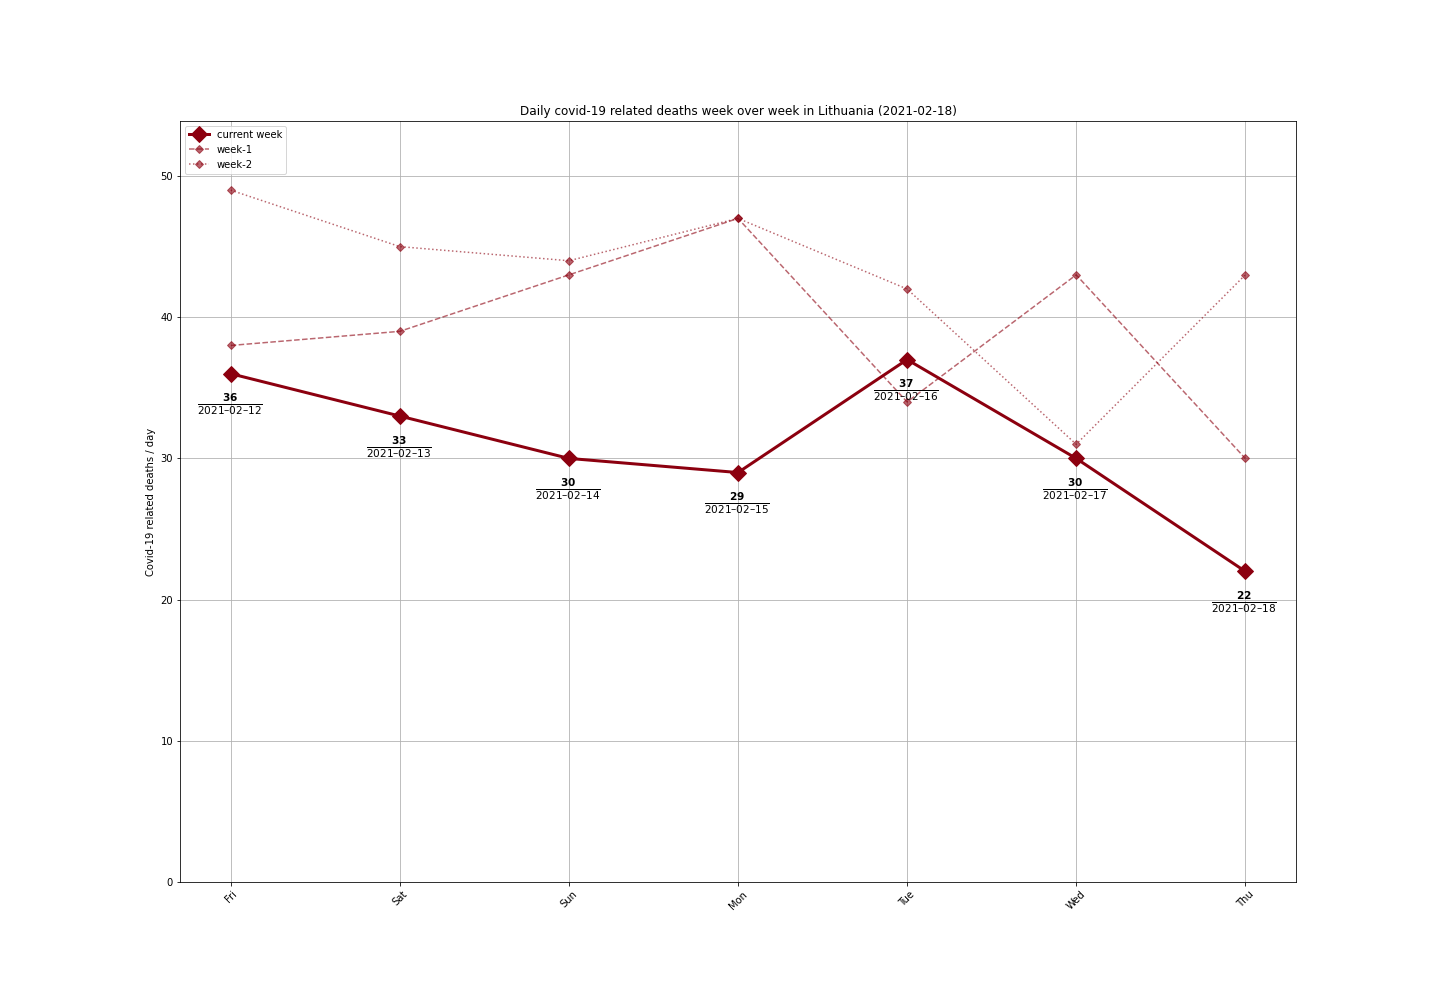 Daily covid-19 related deaths week over week in Lithuania (2021-02-18)
current week
week-1
week-2
50
40
30
20
10
0
Covid-19 related deaths / day
36
2021–02–12
33
2021–02–13
30
2021–02–14
29
2021–02–15
37
2021–02–16
30
2021–02–17
22
2021–02–18
Fri
Sat
Sun
Mon
Tue
Wed
Thu